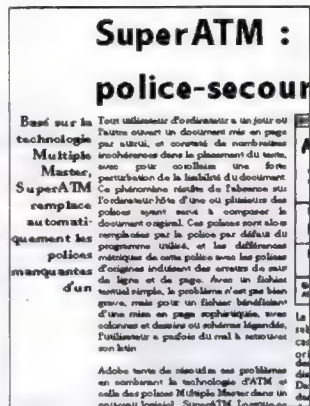 SuperATM :
police-secour
Basé sur la
technologie
Multiple
Master,
SuperATM
remplace
automati-
quement les
polices
manquantes
d'un
Tout utilisateur d'ordinateur a un jour ou
l'autre ouvert un document mis en page
par autrui, et constaté de nombreuses
incohérences dans le placement du texte,
avec pour corollaire une forte
perturbation de la lisibilité du document.
Ce phénomène résulte de l'absence sur
l'ordinateur hôte d'une ou plusieurs des
polices ayant servi à composer le
document original. Ces polices sont alors
remplacées par la police par défaut du
programme utilisé, et les différences
métriques de cette police avec les polices
d'origines induisent des erreurs de saut
de ligne et de page. Avec un fichier
textuel simple, le problème n'est pas bien
grave, mais pour un fichier bénéficiant
d'une mise en page sophistiquée, avec
colonnes et dessins ou schémas légendés,
l'utilisateur a parfois du mal à retrouver
son latin
Adobe tente de résoudre ces problèmes
en combinant la technologie d'ATM et
celle des polices Multiple Master dans un
nouveau logiciel, SuperATM.